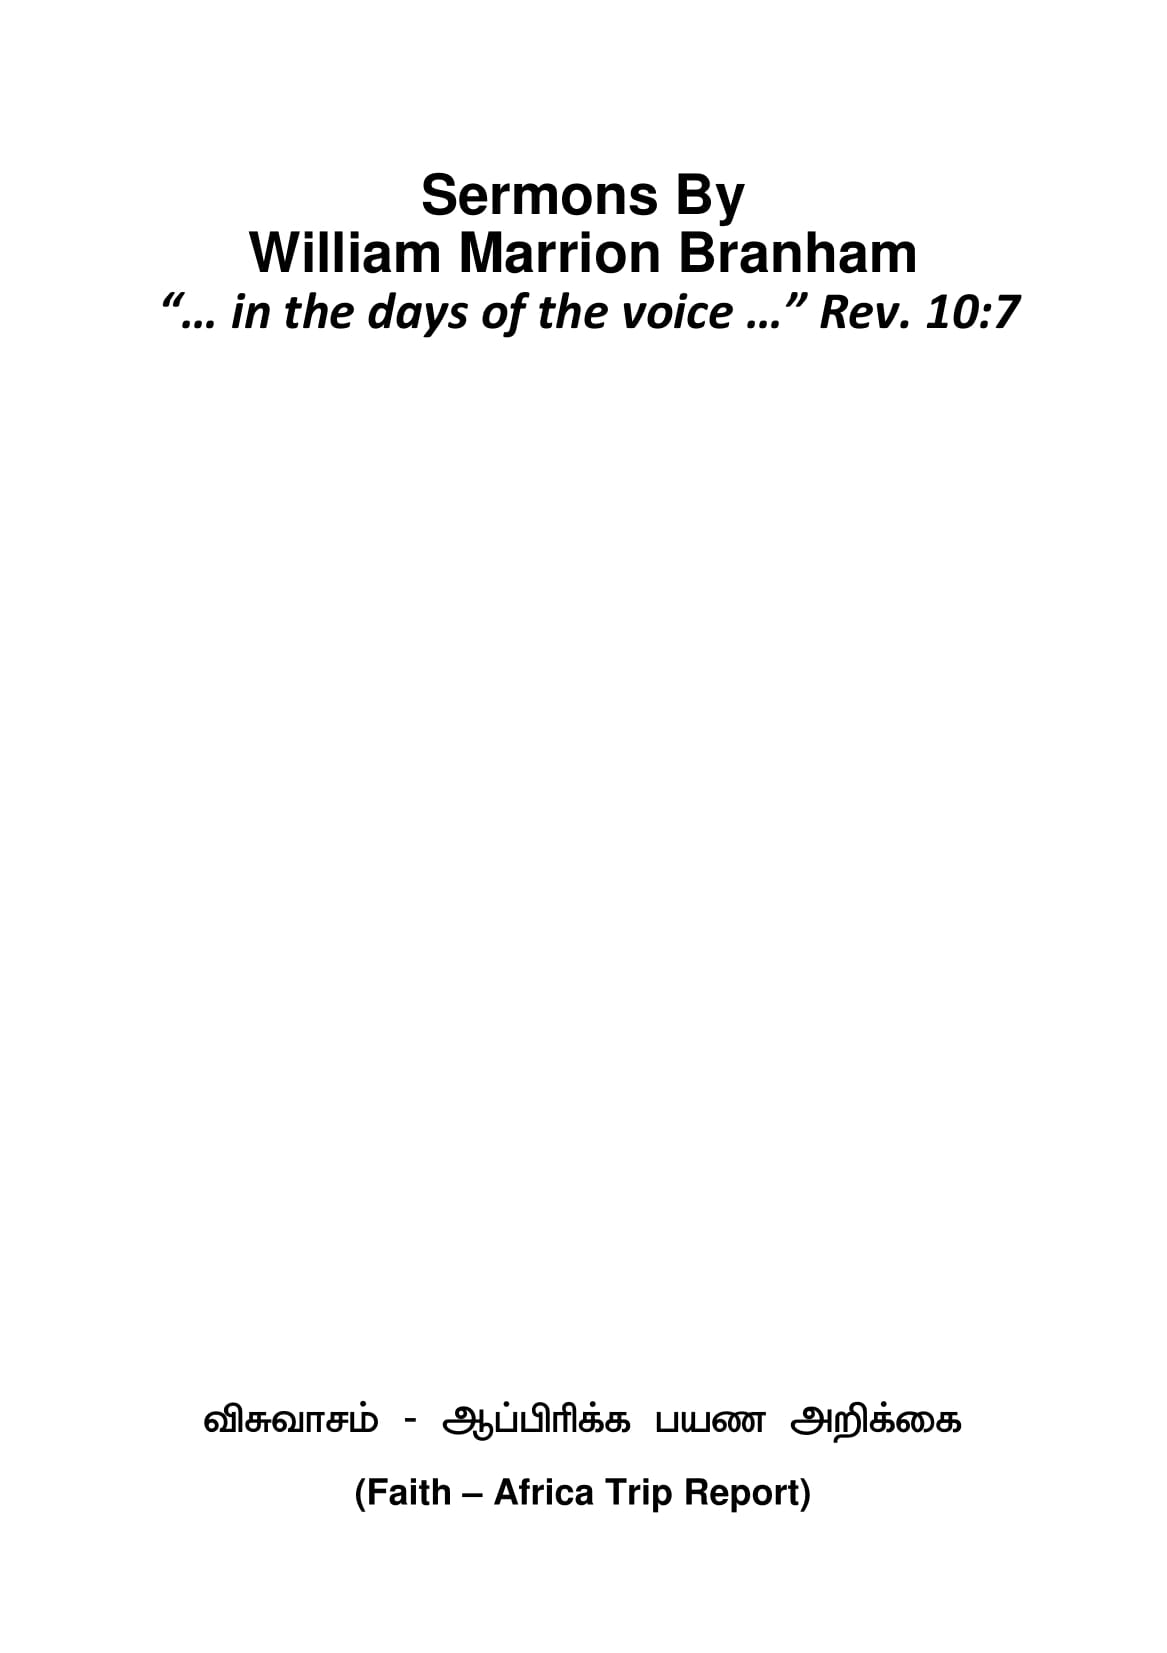 Sermons By
William Marrion Branham
“… in the days of the voice …” Rev. 10:7
விசுவாசம் - ஆப்பிரிக்க பயண அறிக்கை
(Faith – Africa Trip Report)